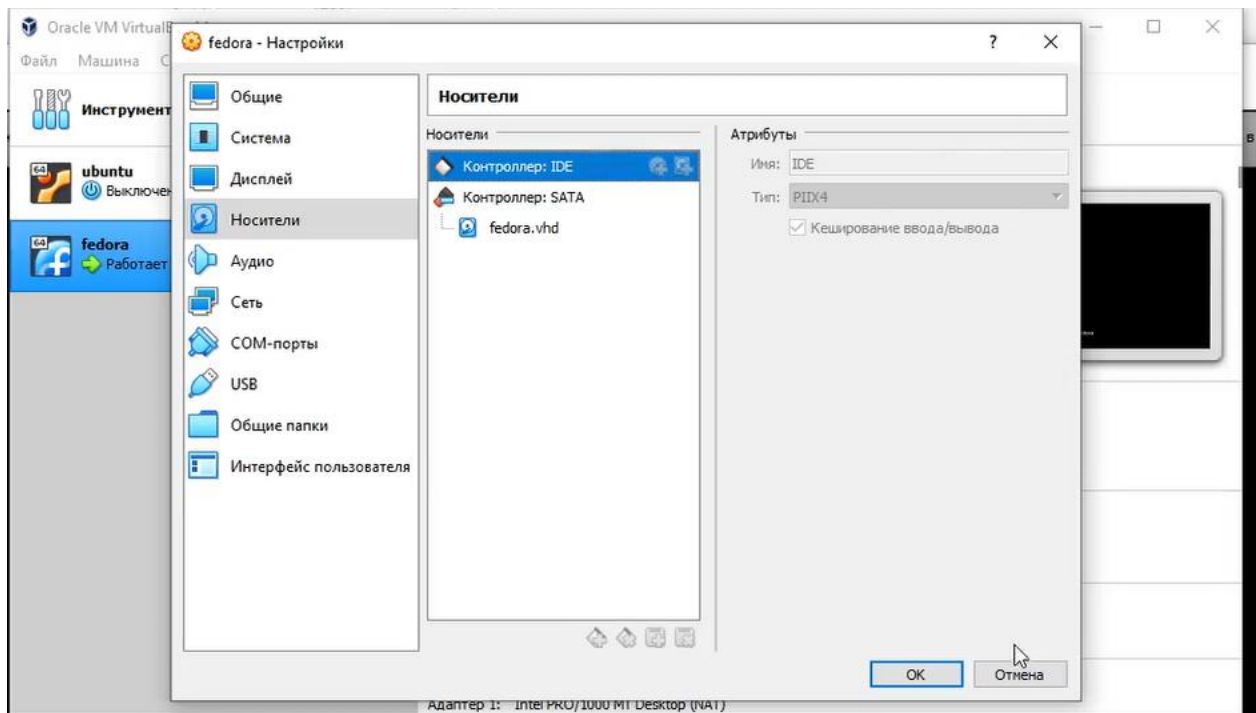 Oracle VM VirtualB
fedora - Настройки
Файл Машина С
Инструмент
64
ubuntu
Выключен
64
fedora
Работает
Общие
Система
Дисплей
Носители
Аудио
Сеть
COM-порты
USB
Общие папки
Интерфейс пользователя
Носители
Носители
Контроллер: IDE
Контроллер: SATA
fedora.vhd
Атрибуты
Имя: IDE
Тип: PIIX4
Кеширование ввода/вывода
OK
Отмена
Адаптер 1: Intel PRO/1000 MT Desktop (NAT)
в